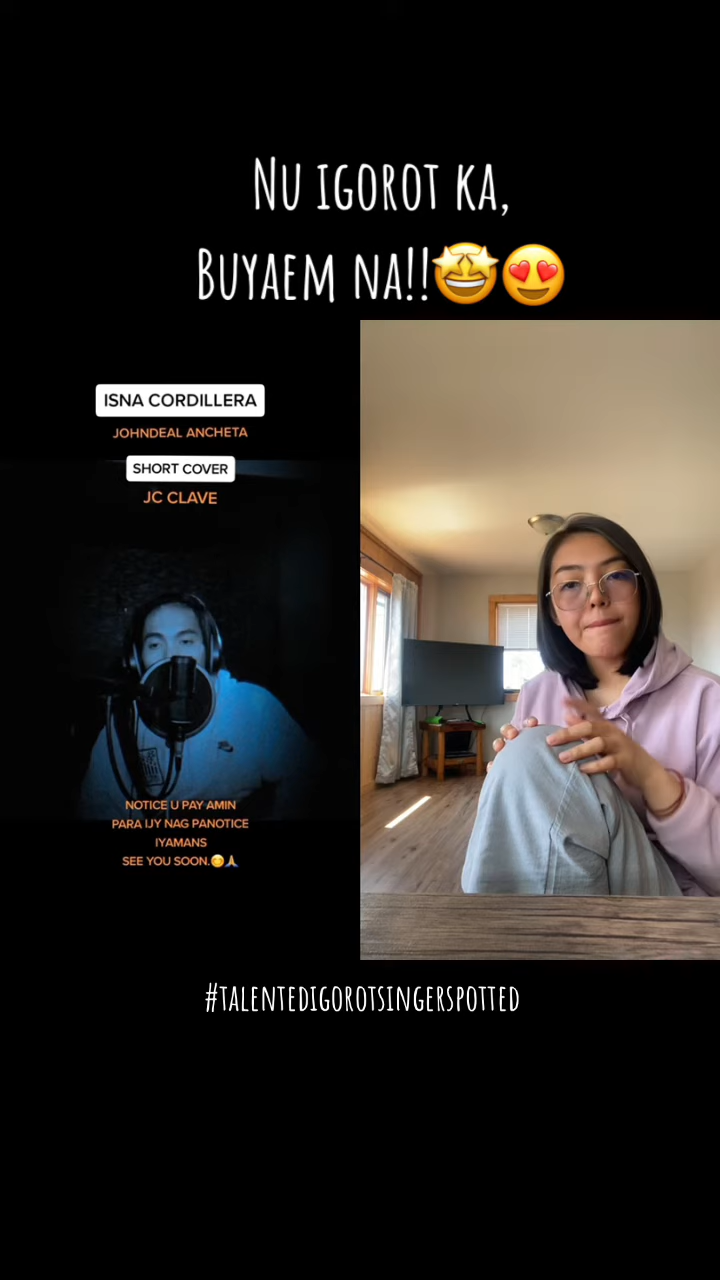 Nu igorot ka,
Buyaem na!!🤩😍
ISNA CORDILLERA
JOHNDEAL ANCHETA
SHORT COVER
JC CLAVE
NOTICE U PAY AMIN
PARA IJY NAG PANOTICE
IYAMANS
SEE YOU SOON.😊🙏
#talentedigorotsingerspotted